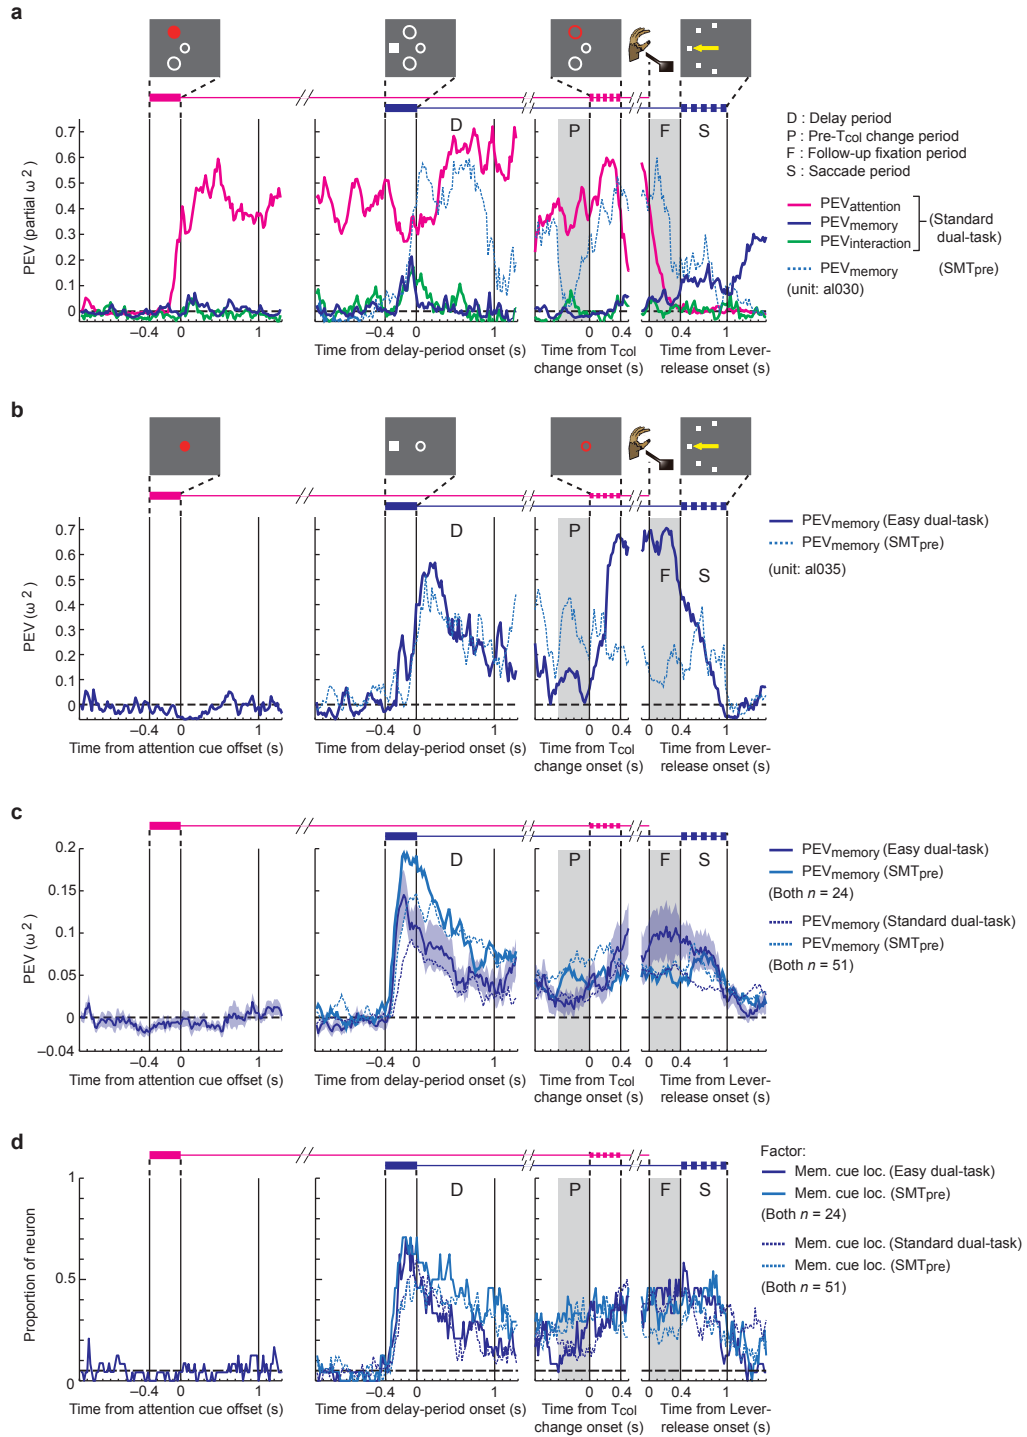 a
D : Delay period
P : Pre-Tcol change period
F : Follow-up fixation period
S : Saccade period
PEVattention
PEVmemory
PEVinteraction
(Standard dual-task)
PEVmemory (SMTpre)
(unit: al030)
PEV (partial ω²)
0.7
0.6
0.5
0.4
0.3
0.2
0.1
0
D
P
F
S
–0.4 0 1
–0.4 0 1
0 0.4
0 0.4 1
Time from delay-period onset (s)
Time from Tcol
change onset (s)
Time from Lever-
release onset (s)
b
PEVmemory (Easy dual-task)
PEVmemory (SMTpre)
(unit: al035)
PEV (ω²)
0.7
0.6
0.5
0.4
0.3
0.2
0.1
0
D
P
F
S
–0.4 0 1
–0.4 0 1
0 0.4
0 0.4 1
Time from attention cue offset (s)
Time from delay-period onset (s)
Time from Tcol
change onset (s)
Time from Lever-
release onset (s)
c
PEVmemory (Easy dual-task)
PEVmemory (SMTpre)
(Both n = 24)
PEVmemory (Standard dual-task)
PEVmemory (SMTpre)
(Both n = 51)
PEV (ω²)
0.2
0.15
0.1
0.05
0
–0.04
D
P
F
S
–0.4 0 1
–0.4 0 1
0 0.4
0 0.4 1
Time from attention cue offset (s)
Time from delay-period onset (s)
Time from Tcol
change onset (s)
Time from Lever-
release onset (s)
d
Factor:
Mem. cue loc. (Easy dual-task)
Mem. cue loc. (SMTpre)
(Both n = 24)
Mem. cue loc. (Standard dual-task)
Mem. cue loc. (SMTpre)
(Both n = 51)
Proportion of neuron
1
0.5
0
D
P
F
S
–0.4 0 1
–0.4 0 1
0 0.4
0 0.4 1
Time from attention cue offset (s)
Time from delay-period onset (s)
Time from Tcol
change onset (s)
Time from Lever-
release onset (s)